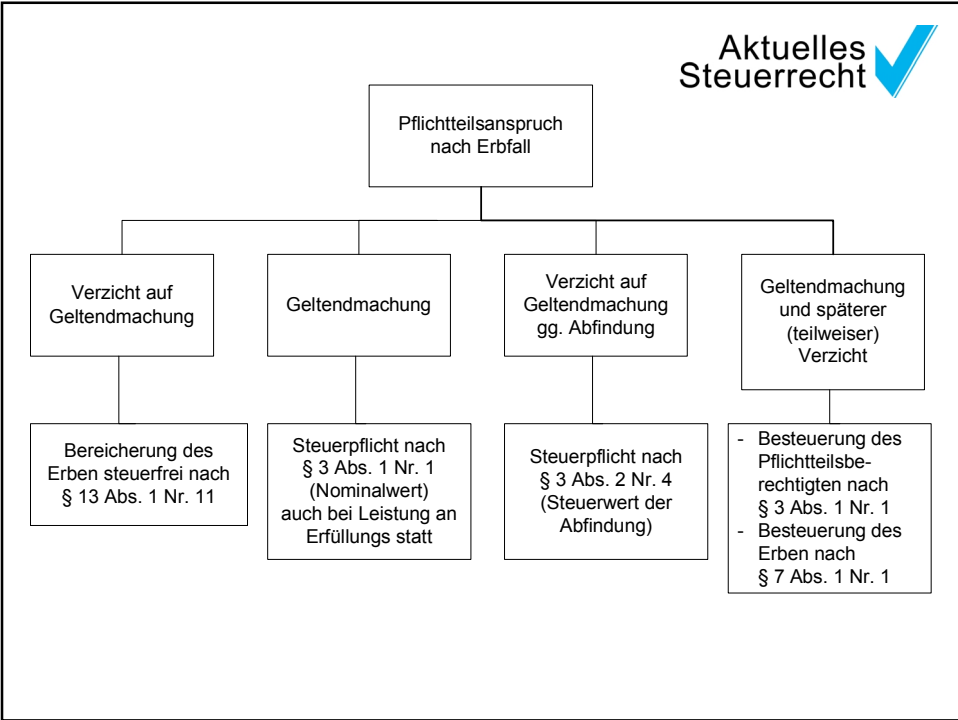 Aktuelles
Steuerrecht
Pflichtteilsanspruch
nach Erbfall
Verzicht auf
Geltendmachung
Geltendmachung
Verzicht auf
Geltendmachung
gg. Abfindung
Geltendmachung
und späterer
(teilweiser)
Verzicht
Bereicherung des
Erben steuerfrei nach
§ 13 Abs. 1 Nr. 11
Steuerpflicht nach
§ 3 Abs. 1 Nr. 1
(Nominalwert)
auch bei Leistung an
Erfüllungs statt
Steuerpflicht nach
§ 3 Abs. 2 Nr. 4
(Steuerwert der
Abfindung)
- Besteuerung des
Pflichtteilsbe-
rechtigten nach
§ 3 Abs. 1 Nr. 1
- Besteuerung des
Erben nach
§ 7 Abs. 1 Nr. 1